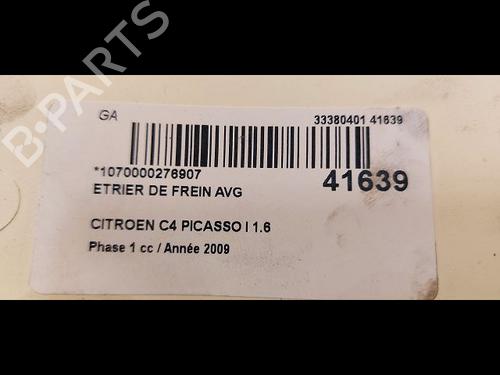 GA
33380401 41639
*1070000276907
41639
ETRIER DE FREIN AVG
CITROEN C4 PICASSO I 1.6
Phase 1 cc / Année 2009
B-PARTS